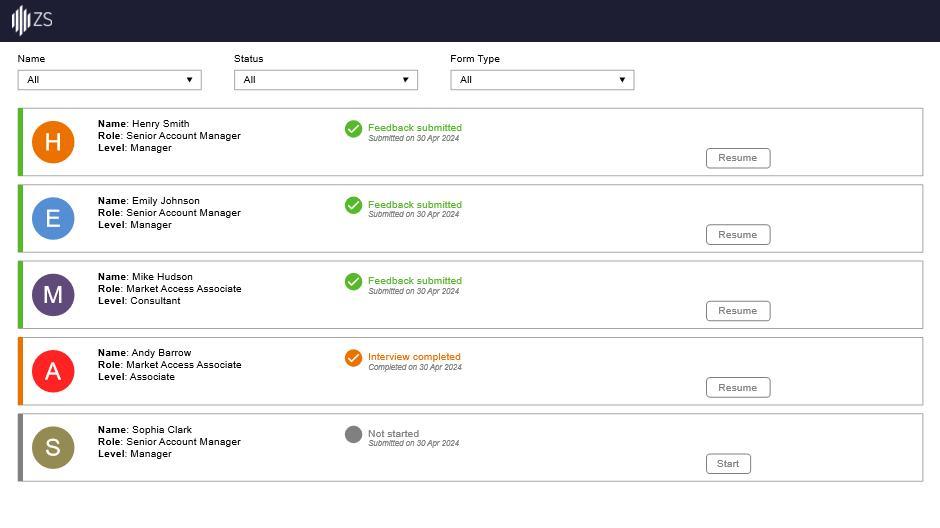 ZS
Name Status Form Type
All All All
H
Name: Henry Smith
Role: Senior Account Manager
Level: Manager
Feedback submitted
Submitted on 30 Apr 2024
Resume
E
Name: Emily Johnson
Role: Senior Account Manager
Level: Manager
Feedback submitted
Submitted on 30 Apr 2024
Resume
M
Name: Mike Hudson
Role: Market Access Associate
Level: Consultant
Feedback submitted
Submitted on 30 Apr 2024
Resume
A
Name: Andy Barrow
Role: Market Access Associate
Level: Associate
Interview completed
Completed on 30 Apr 2024
Resume
S
Name: Sophia Clark
Role: Senior Account Manager
Level: Manager
Not started
Submitted on 30 Apr 2024
Start